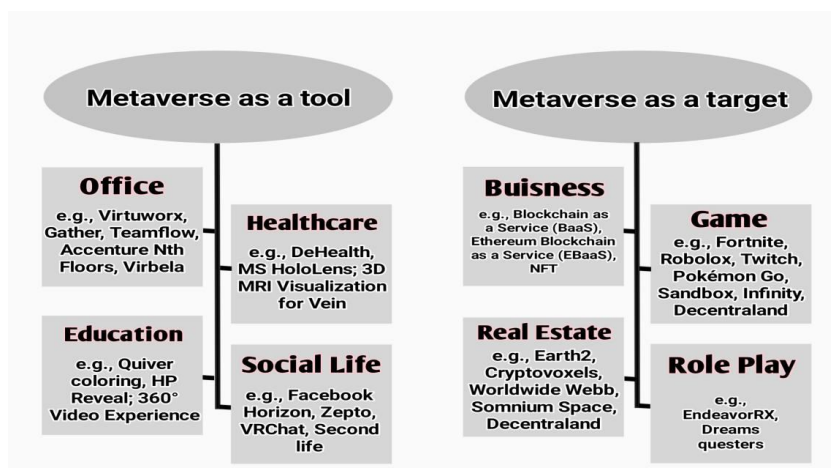 Metaverse as a tool
Office
e.g., Virtuworx,
Gather, Teamflow,
Accenture Nth
Floors, Virbela
Healthcare
e.g., DeHealth,
MS HoloLens; 3D
MRI Visualization
for Vein
Education
e.g., Quiver
coloring, HP
Reveal; 360°
Video Experience
Social Life
e.g., Facebook
Horizon, Zepto,
VRChat, Second
life
Metaverse as a target
Buisness
e.g., Blockchain as
a Service (BaaS),
Ethereum Blockchain
as a Service (EBaaS),
NFT
Game
e.g., Fortnite,
Robolox, Twitch,
Pokémon Go,
Sandbox, Infinity,
Decentraland
Real Estate
e.g., Earth2,
Cryptovoxels,
Worldwide Webb,
Somnium Space,
Decentraland
Role Play
e.g.,
EndeavorRX,
Dreams
questers